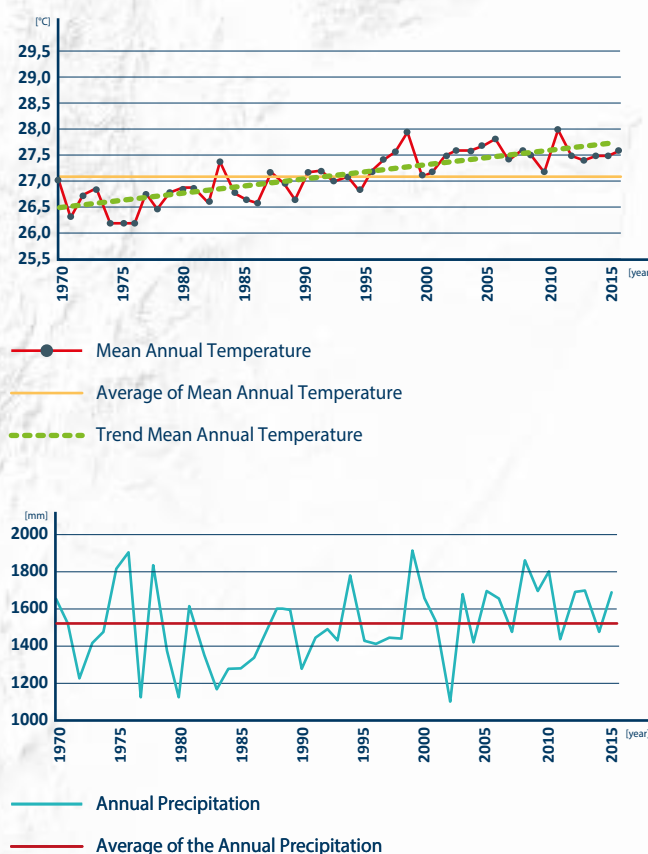 [°C]
29,5
29,0
28,5
28,0
27,5
27,0
26,5
26,0
25,5
1970 1975 1980 1985 1990 1995 2000 2005 2010 2015 [year]
Mean Annual Temperature
Average of Mean Annual Temperature
Trend Mean Annual Temperature
[mm]
2000
1800
1600
1400
1200
1000
1970 1975 1980 1985 1990 1995 2000 2005 2010 2015 [year]
Annual Precipitation
Average of the Annual Precipitation